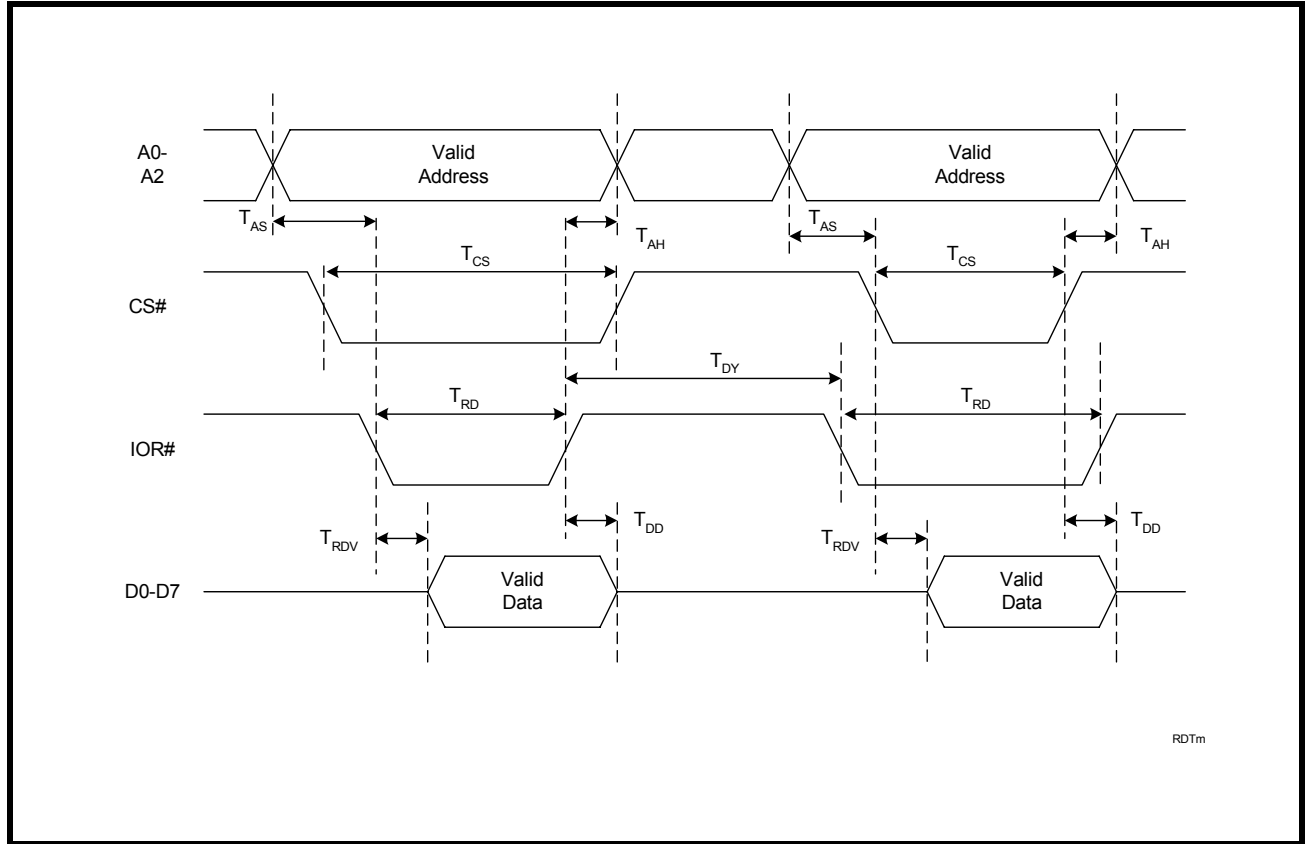 A0-
A2
Valid
Address
Valid
Address
TAS
TAH
TAS
TAH
TCS
TCS
CS#
TDY
TRD
TRD
IOR#
TRDV
TDD
TRDV
TDD
D0-D7
Valid
Data
Valid
Data
RDTm